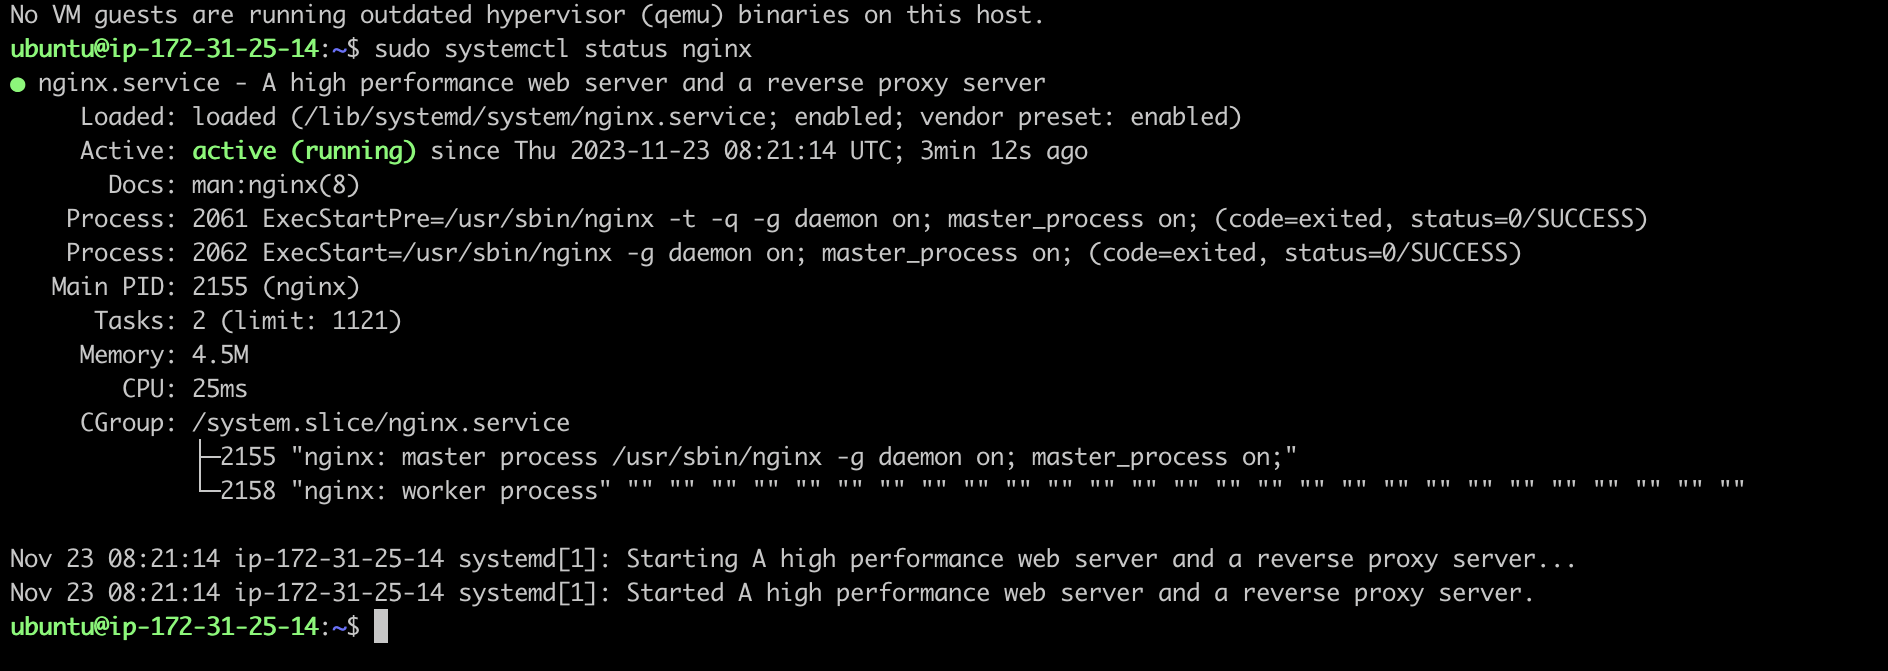 No VM guests are running outdated hypervisor (qemu) binaries on this host.
ubuntu@ip-172-31-25-14:~$ sudo systemctl status nginx
● nginx.service - A high performance web server and a reverse proxy server
     Loaded: loaded (/lib/systemd/system/nginx.service; enabled; vendor preset: enabled)
     Active: active (running) since Thu 2023-11-23 08:21:14 UTC; 3min 12s ago
       Docs: man:nginx(8)
    Process: 2061 ExecStartPre=/usr/sbin/nginx -t -q -g daemon on; master_process on; (code=exited, status=0/SUCCESS)
    Process: 2062 ExecStart=/usr/sbin/nginx -g daemon on; master_process on; (code=exited, status=0/SUCCESS)
   Main PID: 2155 (nginx)
      Tasks: 2 (limit: 1121)
     Memory: 4.5M
        CPU: 25ms
     CGroup: /system.slice/nginx.service
             ├─2155 "nginx: master process /usr/sbin/nginx -g daemon on; master_process on;"
             └─2158 "nginx: worker process" "" "" "" "" "" "" "" "" "" "" "" "" "" "" "" "" "" "" "" "" "" "" "" "" "" "" ""

Nov 23 08:21:14 ip-172-31-25-14 systemd[1]: Starting A high performance web server and a reverse proxy server...
Nov 23 08:21:14 ip-172-31-25-14 systemd[1]: Started A high performance web server and a reverse proxy server.
ubuntu@ip-172-31-25-14:~$